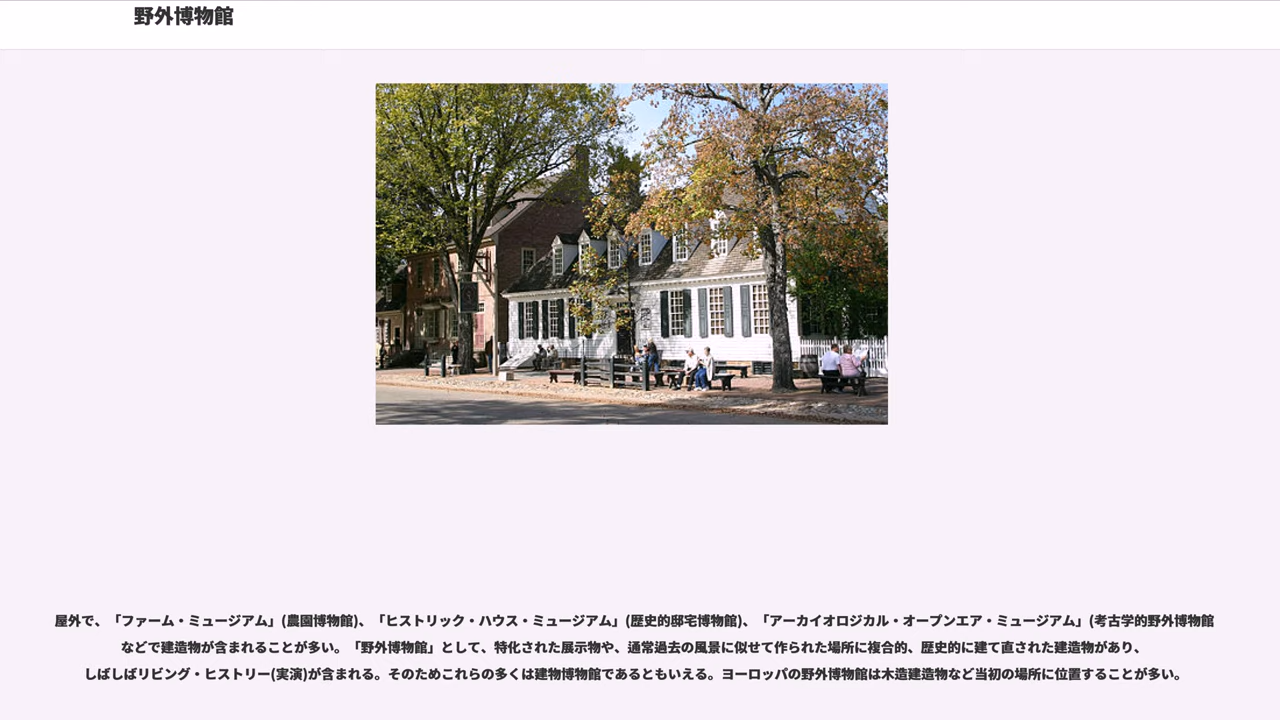 野外博物館
屋外で、「ファーム・ミュージアム」(農園博物館)、「ヒストリック・ハウス・ミュージアム」(歴史的邸宅博物館)、「アーカイオロジカル・オープンエア・ミュージアム」(考古学的野外博物館
などで建造物が含まれることが多い。「野外博物館」として、特化された展示物や、通常過去の風景に似せて作られた場所に複合的、歴史的に建て直された建造物があり、
しばしばリビング・ヒストリー(実演)が含まれる。そのためこれらの多くは建物博物館であるともいえる。ヨーロッパの野外博物館は木造建造物など当初の場所に位置することが多い。